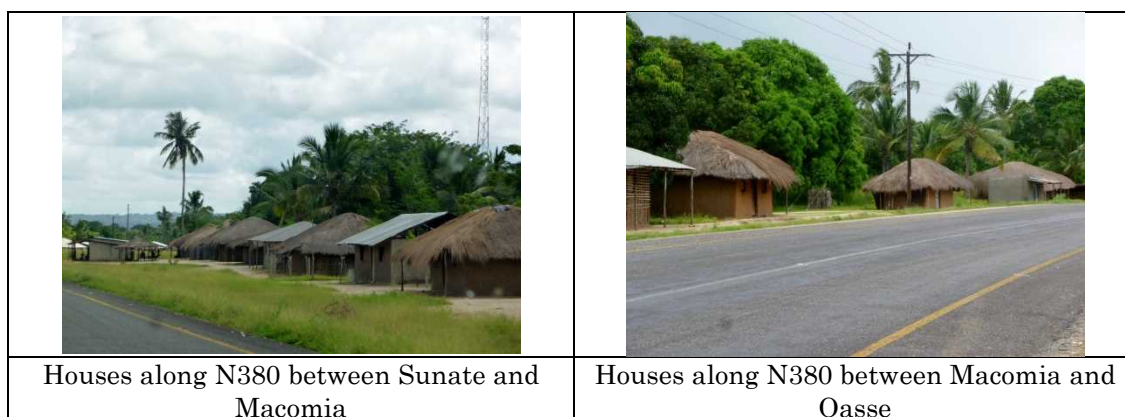 Houses along N380 between Sunate and
Macomia
Houses along N380 between Macomia and
Oasse